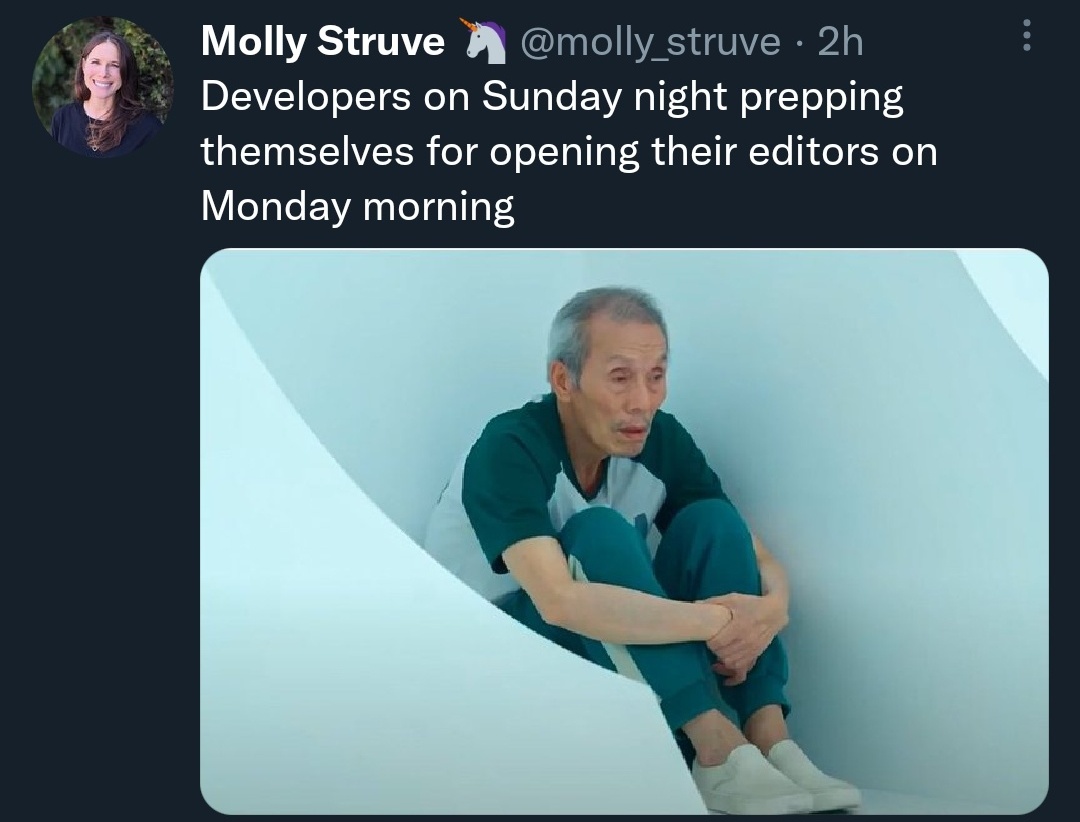 Molly Struve 🦄 @molly_struve · 2h
Developers on Sunday night prepping
themselves for opening their editors on
Monday morning